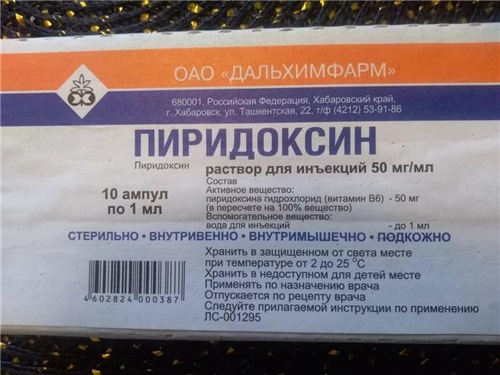 ОАО «ДАЛЬХИМФАРМ»
680001, Российская Федерация, Хабаровский край,
г. Хабаровск, ул. Ташкентская, 22, т/ф (4212) 53-91-86
ПИРИДОКСИН
Пиридоксин
раствор для инъекций 50 мг/мл
10 ампул
по 1 мл
Состав
Активное вещество:
пиридоксина гидрохлорид (витамин В6) - 50 мг
(в пересчете на 100% вещество)
Вспомогательное вещество:
вода для инъекций - до 1 мл
СТЕРИЛЬНО • ВНУТРИВЕННО • ВНУТРИМЫШЕЧНО • ПОДКОЖНО
Хранить в защищенном от света месте
при температуре от 2 до 25 °С
Хранить в недоступном для детей месте
Применять по назначению врача
Отпускается по рецепту врача
Следуйте прилагаемой инструкции по применению
ЛС-001295
4 602824 000387